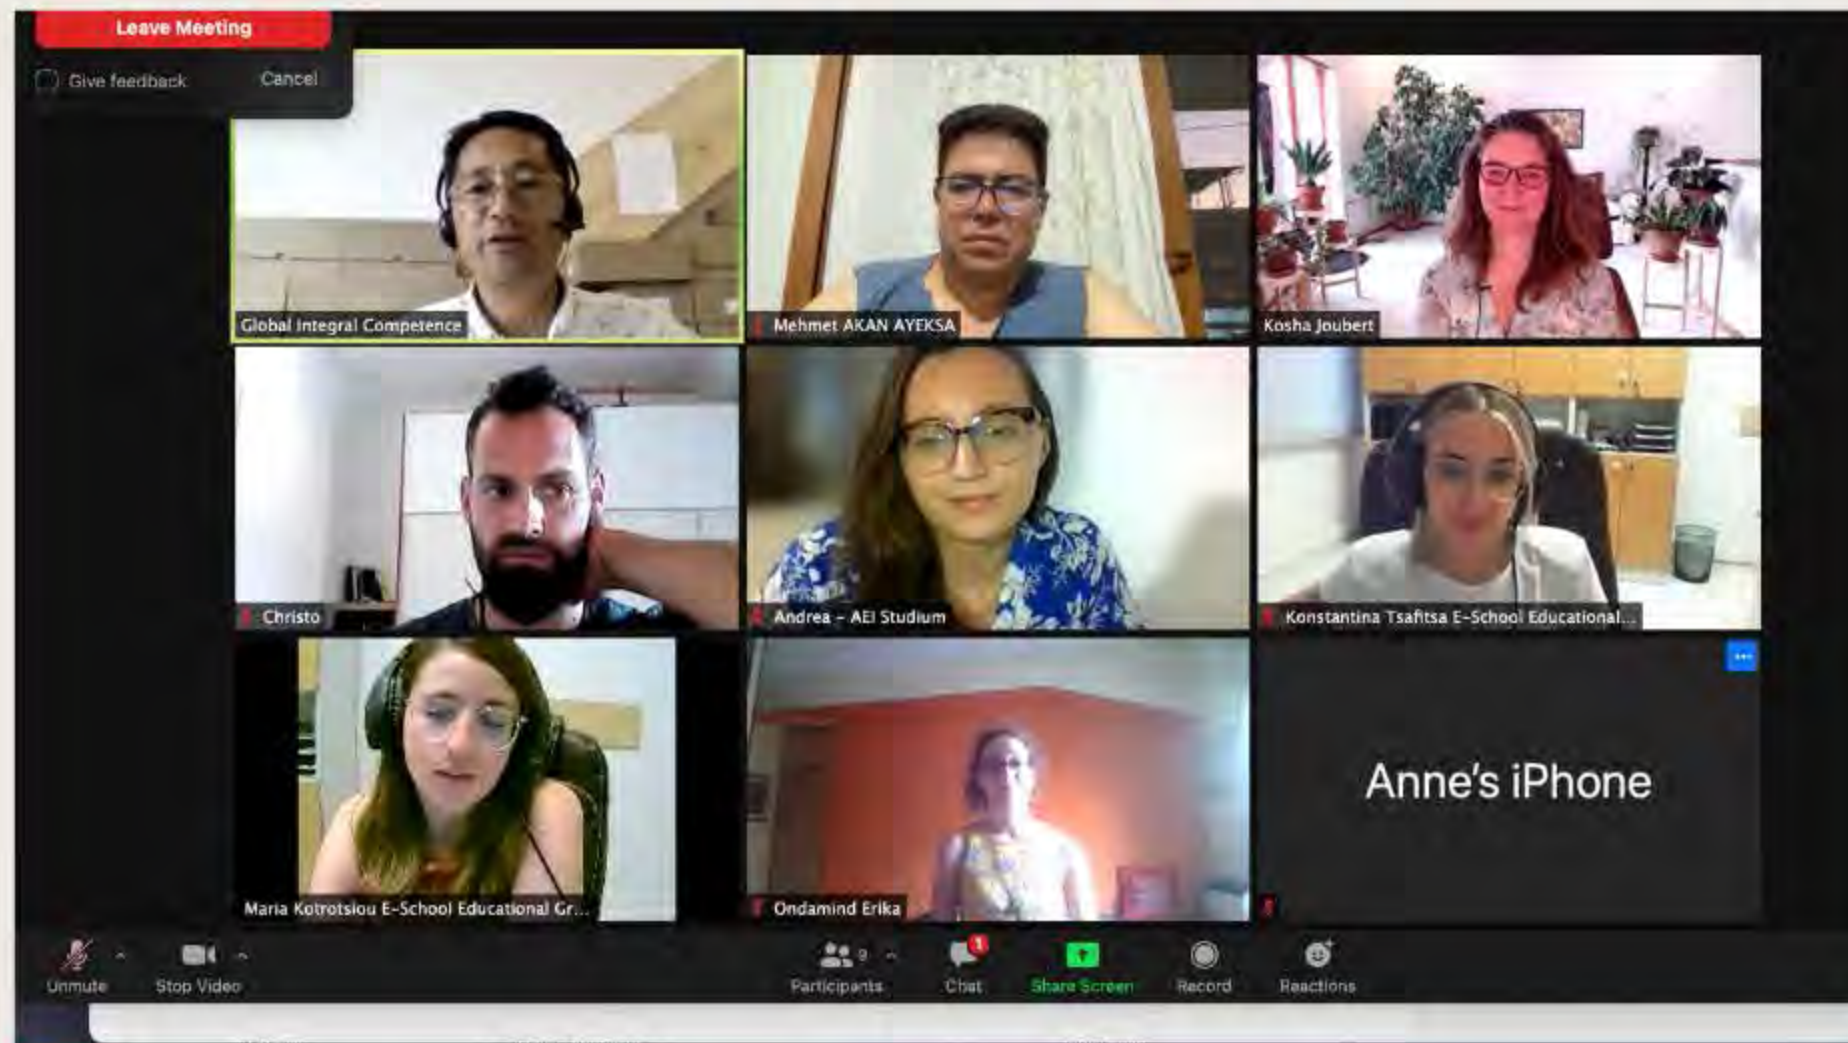 Leave Meeting
Give feedback Cancel
Global Integral Competence
Mehmet AKAN AYEKSA
Kosha Joubert
Christo
Andrea – AEI Studium
Konstantina Tsafitsa E-School Educational...
Maria Kotrotsiou E-School Educational Gr...
Ondamind Erika
Anne's iPhone
Unmute
Stop Video
9
Participants
1
Chat
Share Screen
Record
Reactions